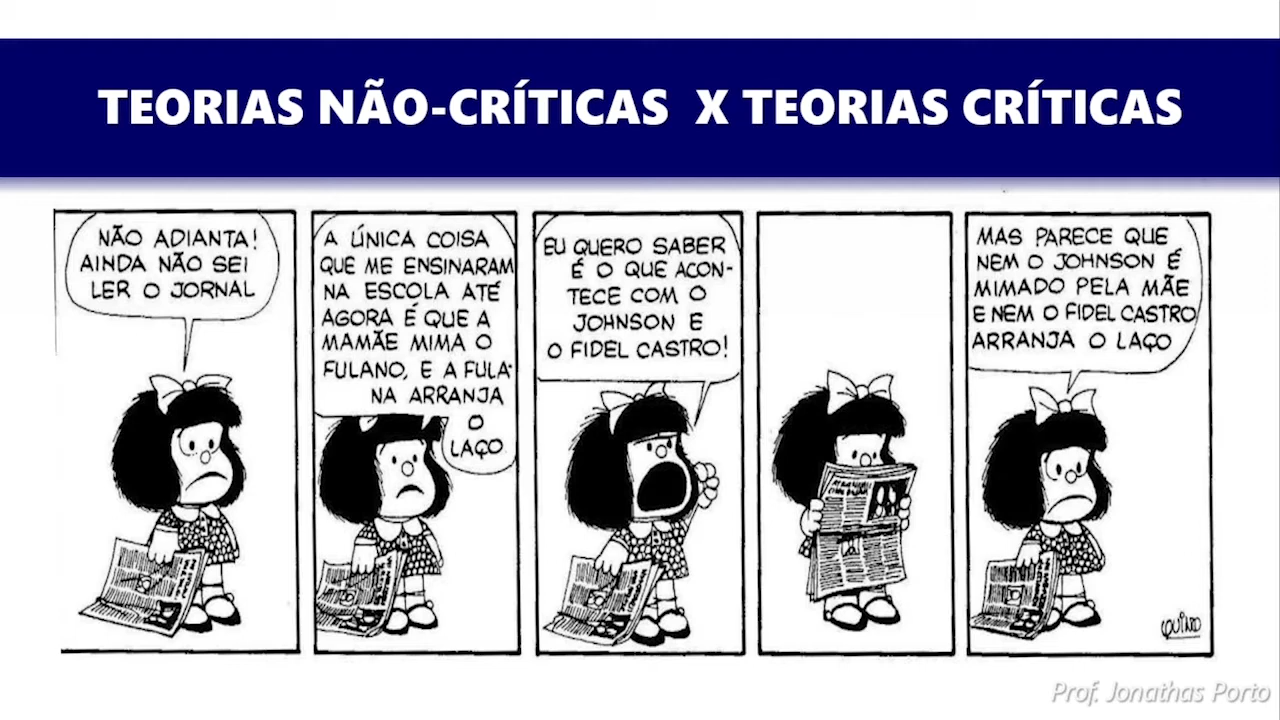 TEORIAS NÃO-CRÍTICAS X TEORIAS CRÍTICAS
NÃO ADIANTA!
AINDA NÃO SEI
LER O JORNAL
A ÚNICA COISA
QUE ME ENSINARAM
NA ESCOLA ATÉ
AGORA É QUE A
MAMÃE MIMA O
FULANO, E A FULA-
NA ARRANJA
O
LAÇO
EU QUERO SABER
É O QUE ACON-
TECE COM O
JOHNSON E
O FIDEL CASTRO!
MAS PARECE QUE
NEM O JOHNSON É
MIMADO PELA MÃE
E NEM O FIDEL CASTRO
ARRANJA O LAÇO
QUINO
Prof. Jonathas Porto